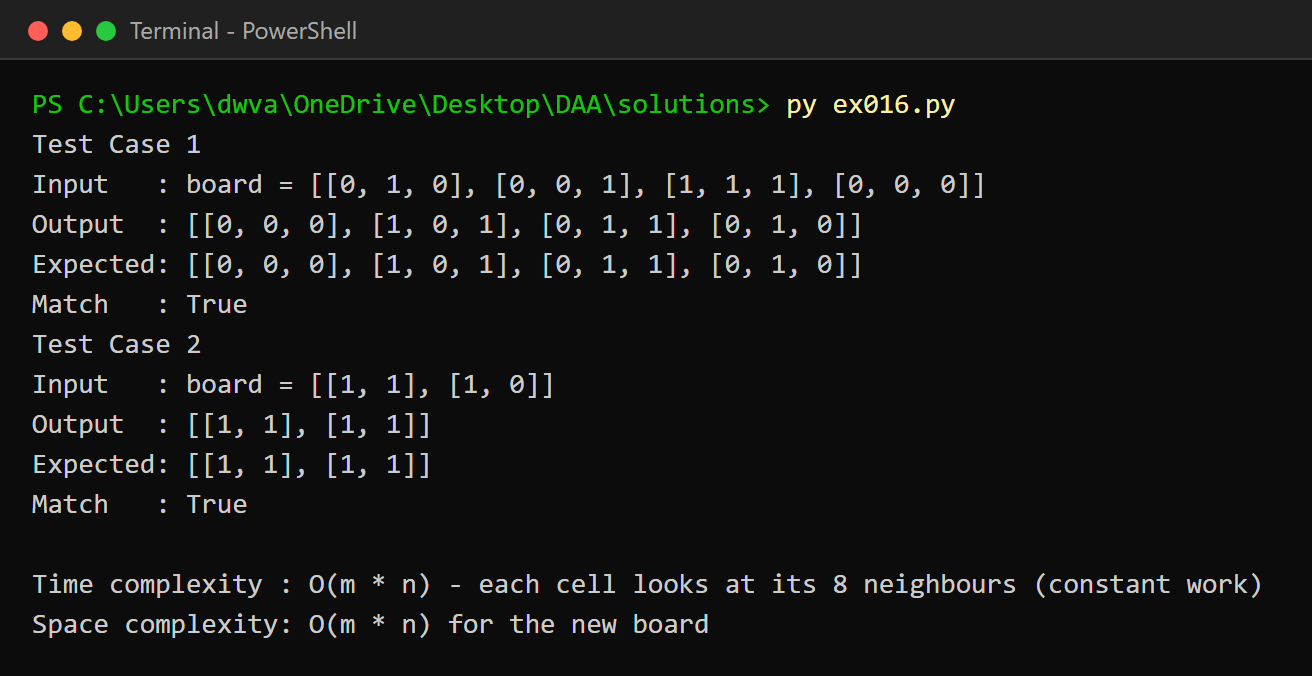 Terminal - PowerShell
PS C:\Users\dwva\OneDrive\Desktop\DAA\solutions> py ex016.py
Test Case 1
Input   : board = [[0, 1, 0], [0, 0, 1], [1, 1, 1], [0, 0, 0]]
Output  : [[0, 0, 0], [1, 0, 1], [0, 1, 1], [0, 1, 0]]
Expected: [[0, 0, 0], [1, 0, 1], [0, 1, 1], [0, 1, 0]]
Match   : True
Test Case 2
Input   : board = [[1, 1], [1, 0]]
Output  : [[1, 1], [1, 1]]
Expected: [[1, 1], [1, 1]]
Match   : True
Time complexity : O(m * n) - each cell looks at its 8 neighbours (constant work)
Space complexity: O(m * n) for the new board